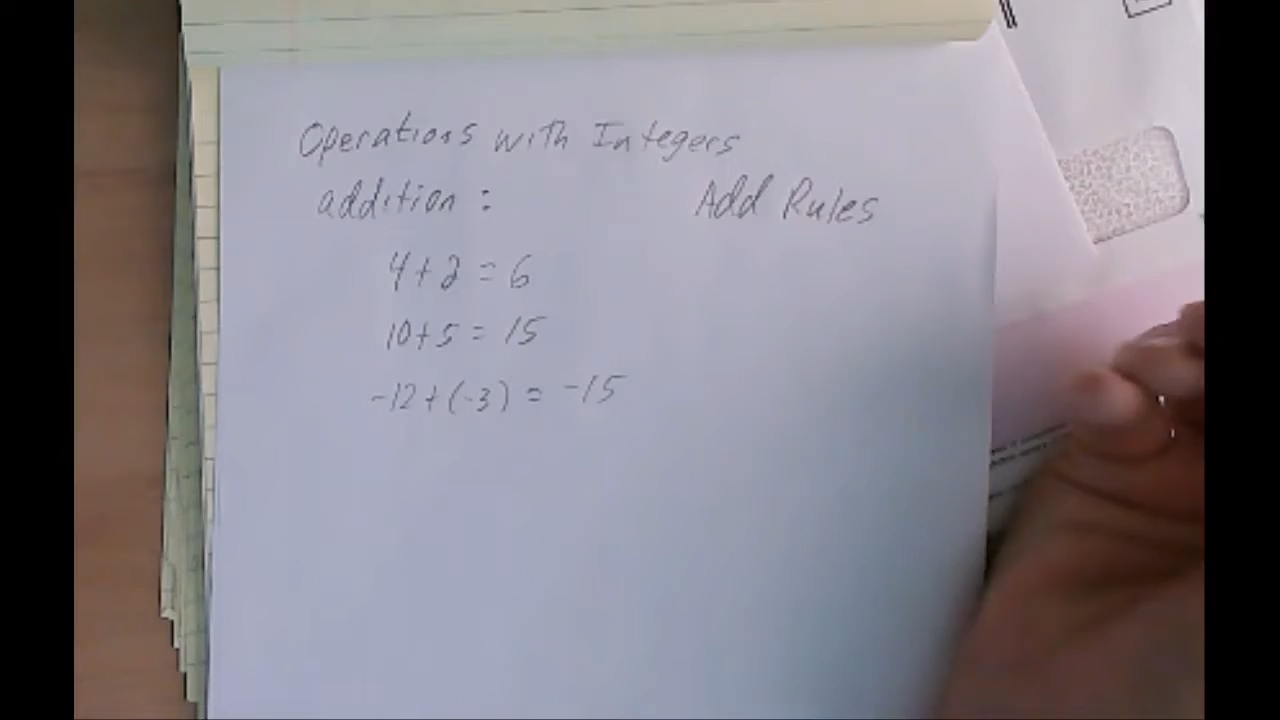 Operations with Integers
addition : Add Rules
4 + 2 = 6
10 + 5 = 15
-12 + (-3) = -15